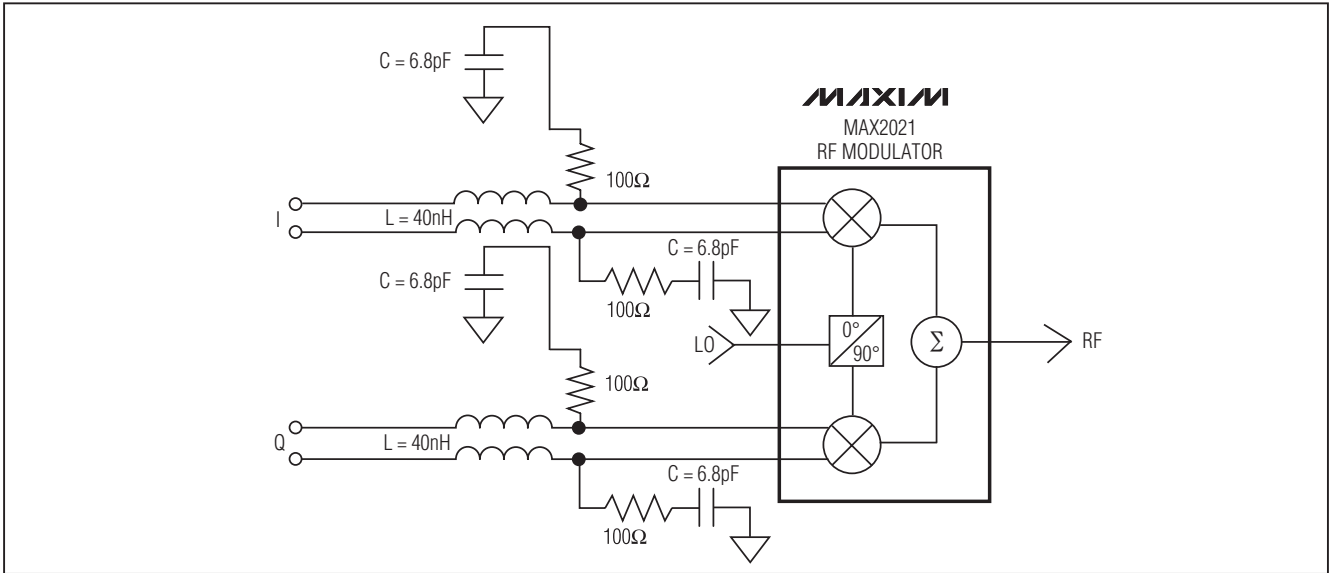 C = 6.8pF
MAXIM
MAX2021
RF MODULATOR
100Ω
I
L = 40nH
C = 6.8pF
C = 6.8pF
100Ω
LO
0°
90°
Σ
RF
100Ω
Q
L = 40nH
C = 6.8pF
100Ω